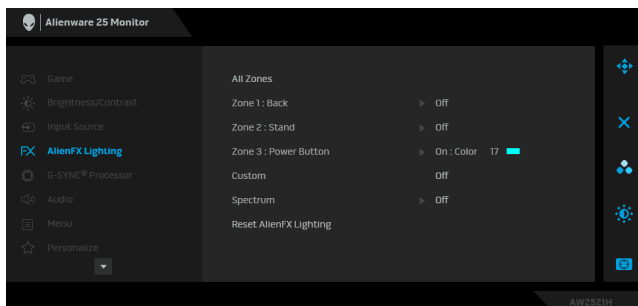 Alienware 25 Monitor
Game
Brightness/Contrast
Input Source
AlienFX Lighting
G-SYNC® Processor
Audio
Menu
Personalize
All Zones
Zone 1 : Back Off
Zone 2 : Stand Off
Zone 3 : Power Button On : Color 17
Custom Off
Spectrum Off
Reset AlienFX Lighting
AW2521H